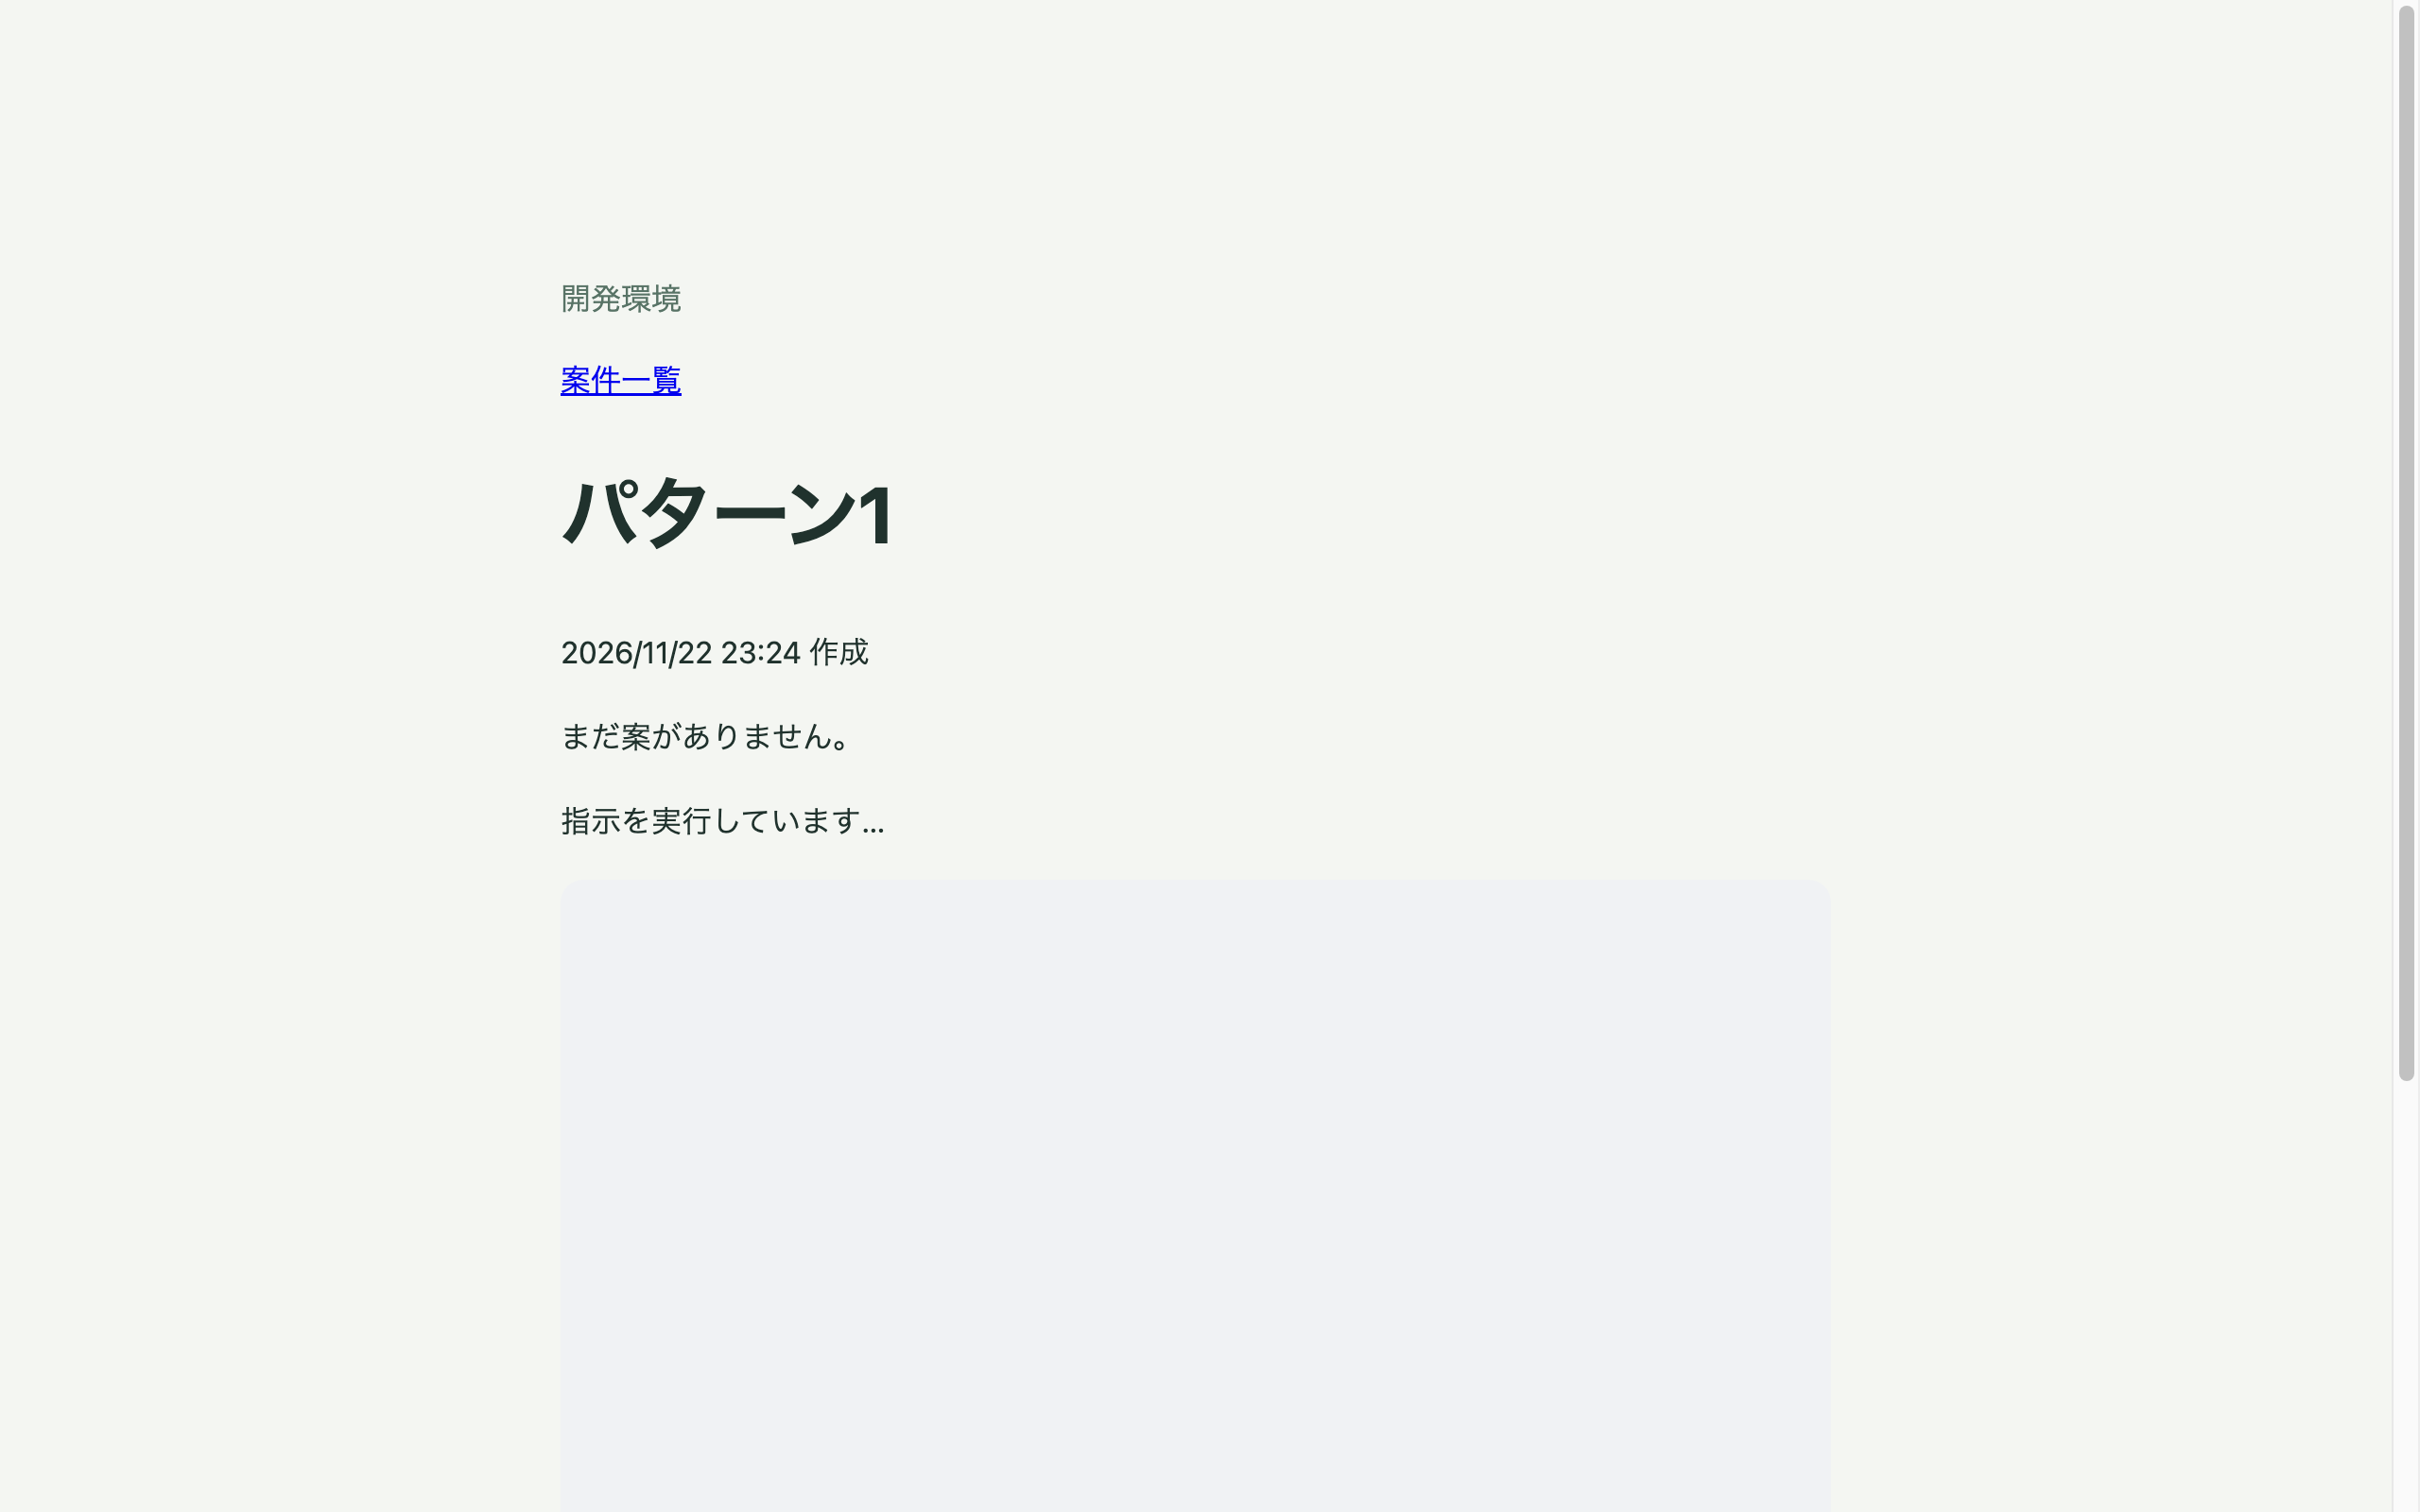 開発環境
案件一覧
パターン1
2026/11/22 23:24 作成
まだ案がありません。
指示を実行しています...